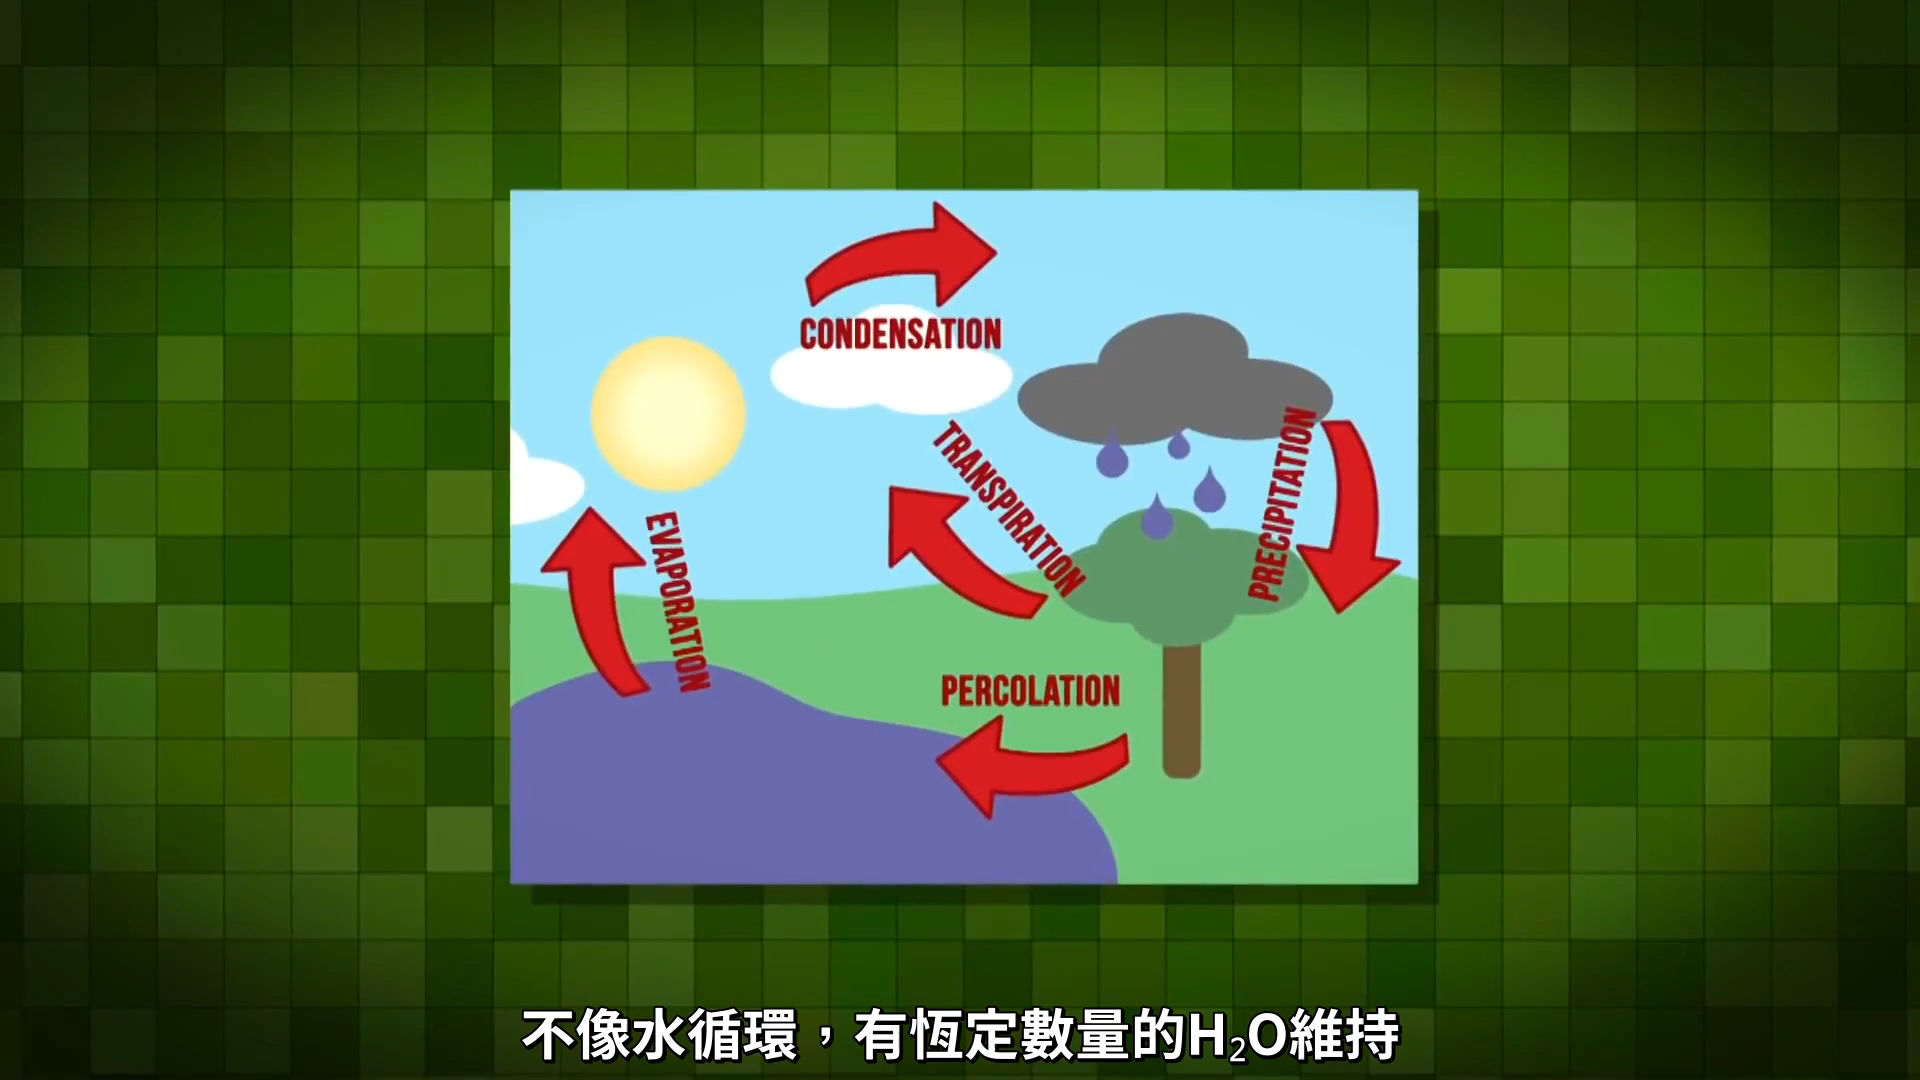 CONDENSATION
TRANSPIRATION
PRECIPITATION
EVAPORATION
PERCOLATION
不像水循環，有恆定數量的H₂O維持